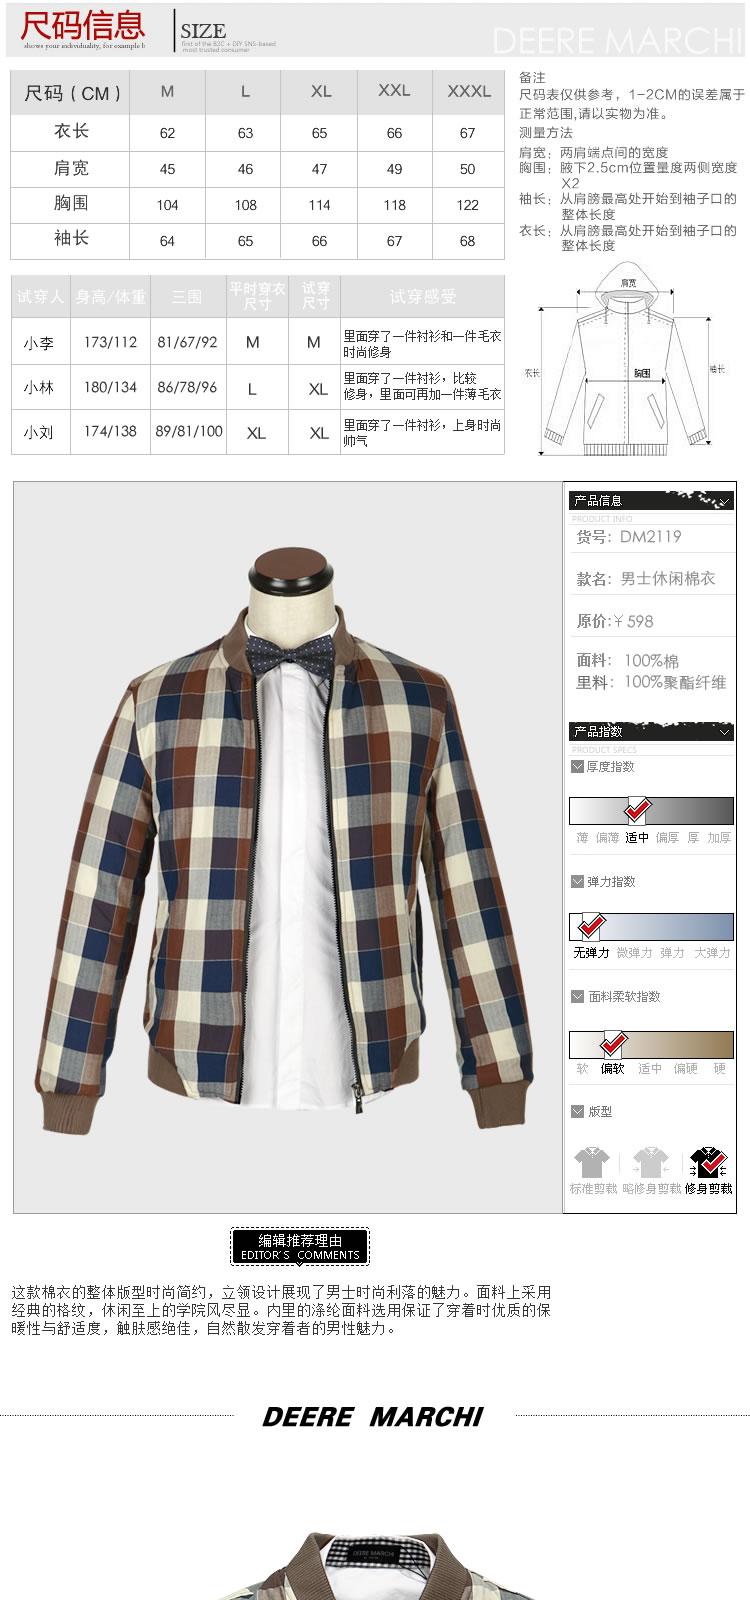 尺码信息
shows your individuality, for example b
SIZE
first of the B2C + DIY SNS-based
most trusted consumer
DEERE MARCHI
尺码(CM) M L XL XXL XXXL
衣长 62 63 65 66 67
肩宽 45 46 47 49 50
胸围 104 108 114 118 122
袖长 64 65 66 67 68
备注
尺码表仅供参考，1-2CM的误差属于
正常范围,请以实物为准。
测量方法
肩宽：两肩端点间的宽度
胸围：腋下2.5cm位置量度两侧宽度
X2
袖长：从肩膀最高处开始到袖子口的
整体长度
衣长：从肩膀最高处开始到袖子口的
整体长度
试穿人 身高/体重 三围 平时穿衣尺寸 试穿尺寸 试穿感受
小李 173/112 81/67/92 M M 里面穿了一件衬衫和一件毛衣
时尚修身
小林 180/134 86/78/96 L XL 里面穿了一件衬衫，比较
修身，里面可再加一件薄毛衣
小刘 174/138 89/81/100 XL XL 里面穿了一件衬衫，上身时尚
帅气
肩宽
衣长
胸围
袖长
产品信息
PRODUCT INFO
货号：DM2119
款名：男士休闲棉衣
原价:¥ 598
面料：100%棉
里料：100%聚酯纤维
产品指数
PRODUCT SPECS
厚度指数
薄 偏薄 适中 偏厚 厚 加厚
弹力指数
无弹力 微弹力 弹力 大弹力
面料柔软指数
软 偏软 适中 偏硬 硬
版型
标准剪裁 略修身剪裁 修身剪裁
编辑推荐理由
EDITOR'S COMMENTS
这款棉衣的整体版型时尚简约，立领设计展现了男士时尚利落的魅力。面料上采用
经典的格纹，休闲至上的学院风尽显。内里的涤纶面料选用保证了穿着时优质的保
暖性与舒适度，触肤感绝佳，自然散发穿着者的男性魅力。
DEERE MARCHI
DEERE MARCHI